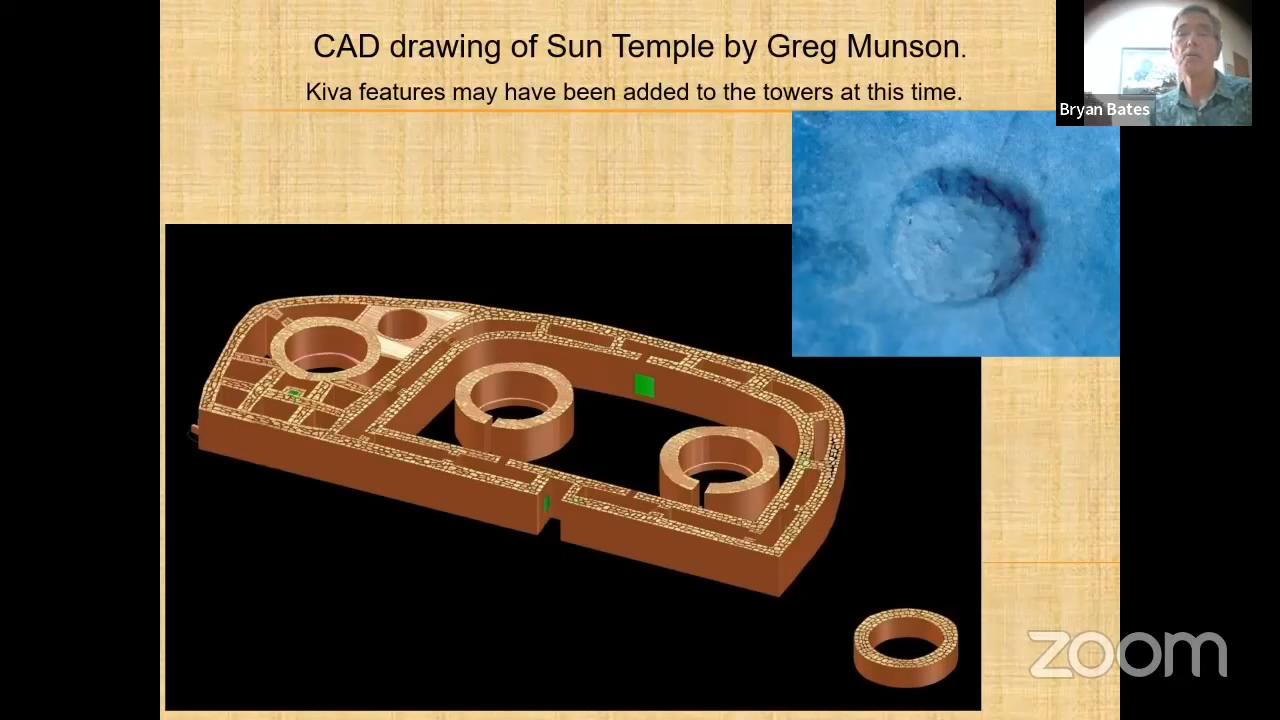 CAD drawing of Sun Temple by Greg Munson.
Kiva features may have been added to the towers at this time.
Bryan Bates
zoom